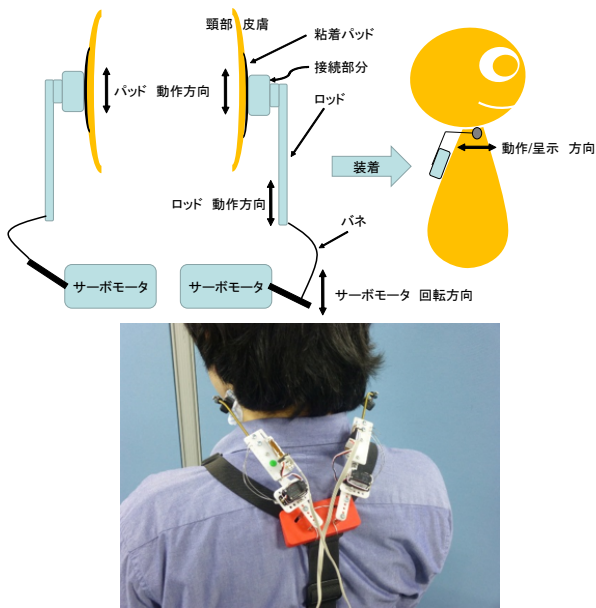 頸部 皮膚
粘着パッド
接続部分
パッド 動作方向
ロッド
動作/呈示 方向
装着
ロッド 動作方向
バネ
サーボモータ
サーボモータ
サーボモータ 回転方向